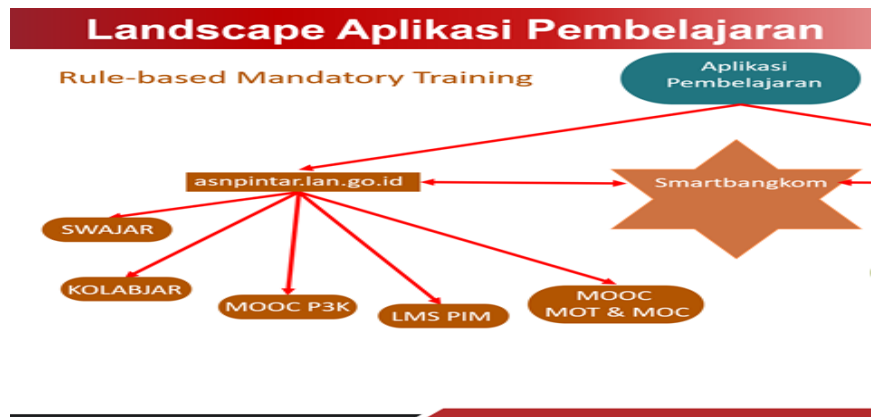 Landscape Aplikasi Pembelajaran
Rule-based Mandatory Training
Aplikasi
Pembelajaran
asnpintar.lan.go.id
Smartbangkom
SWAJAR
KOLABJAR
MOOC P3K
LMS PIM
MOOC
MOT & MOC